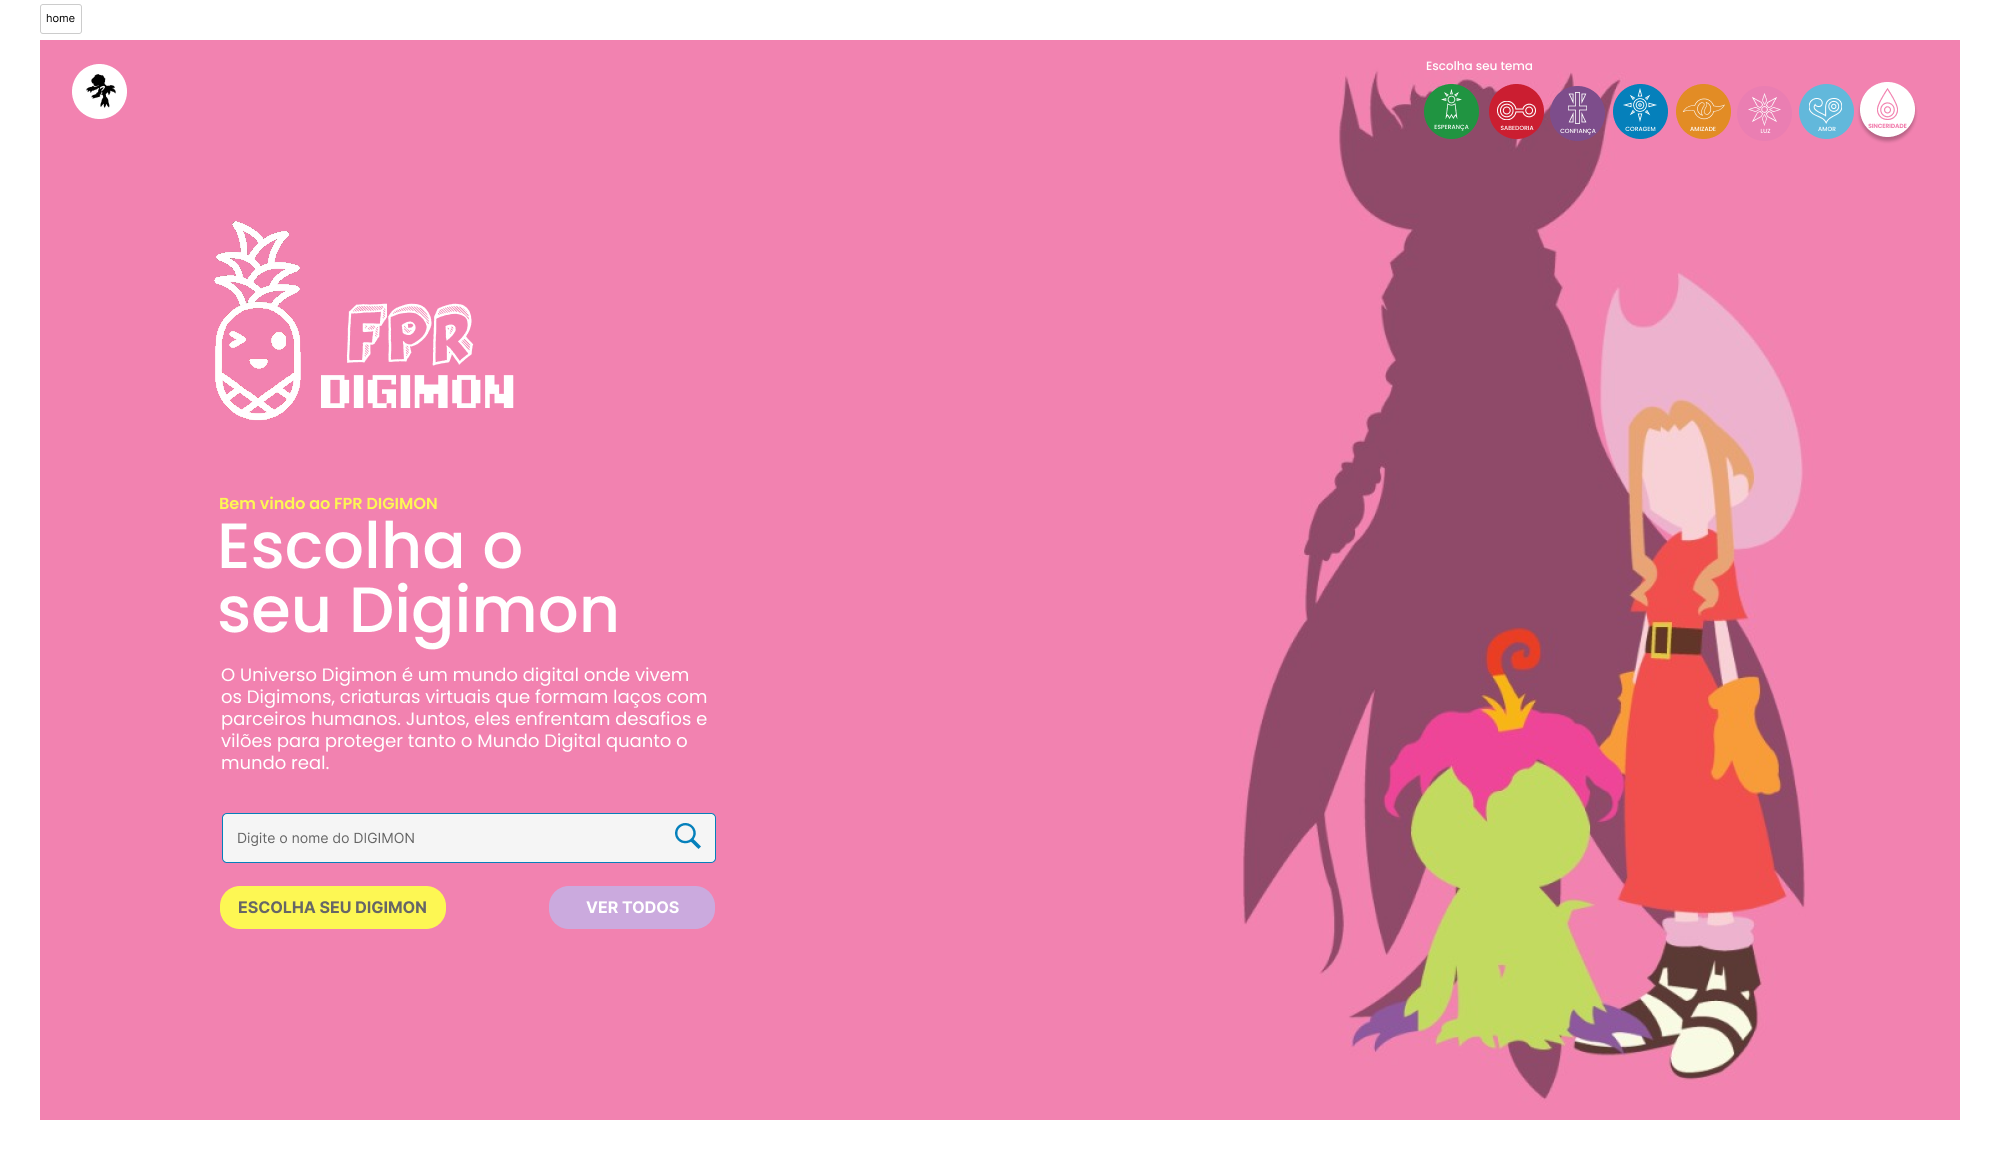 home
Escolha seu tema
ESPERANÇA
SABEDORIA
CONFIANÇA
CORAGEM
AMIZADE
LUZ
AMOR
SINCERIDADE
FPR
DIGIMON
Bem vindo ao FPR DIGIMON
Escolha o
seu Digimon
O Universo Digimon é um mundo digital onde vivem
os Digimons, criaturas virtuais que formam laços com
parceiros humanos. Juntos, eles enfrentam desafios e
vilões para proteger tanto o Mundo Digital quanto o
mundo real.
Digite o nome do DIGIMON
ESCOLHA SEU DIGIMON
VER TODOS